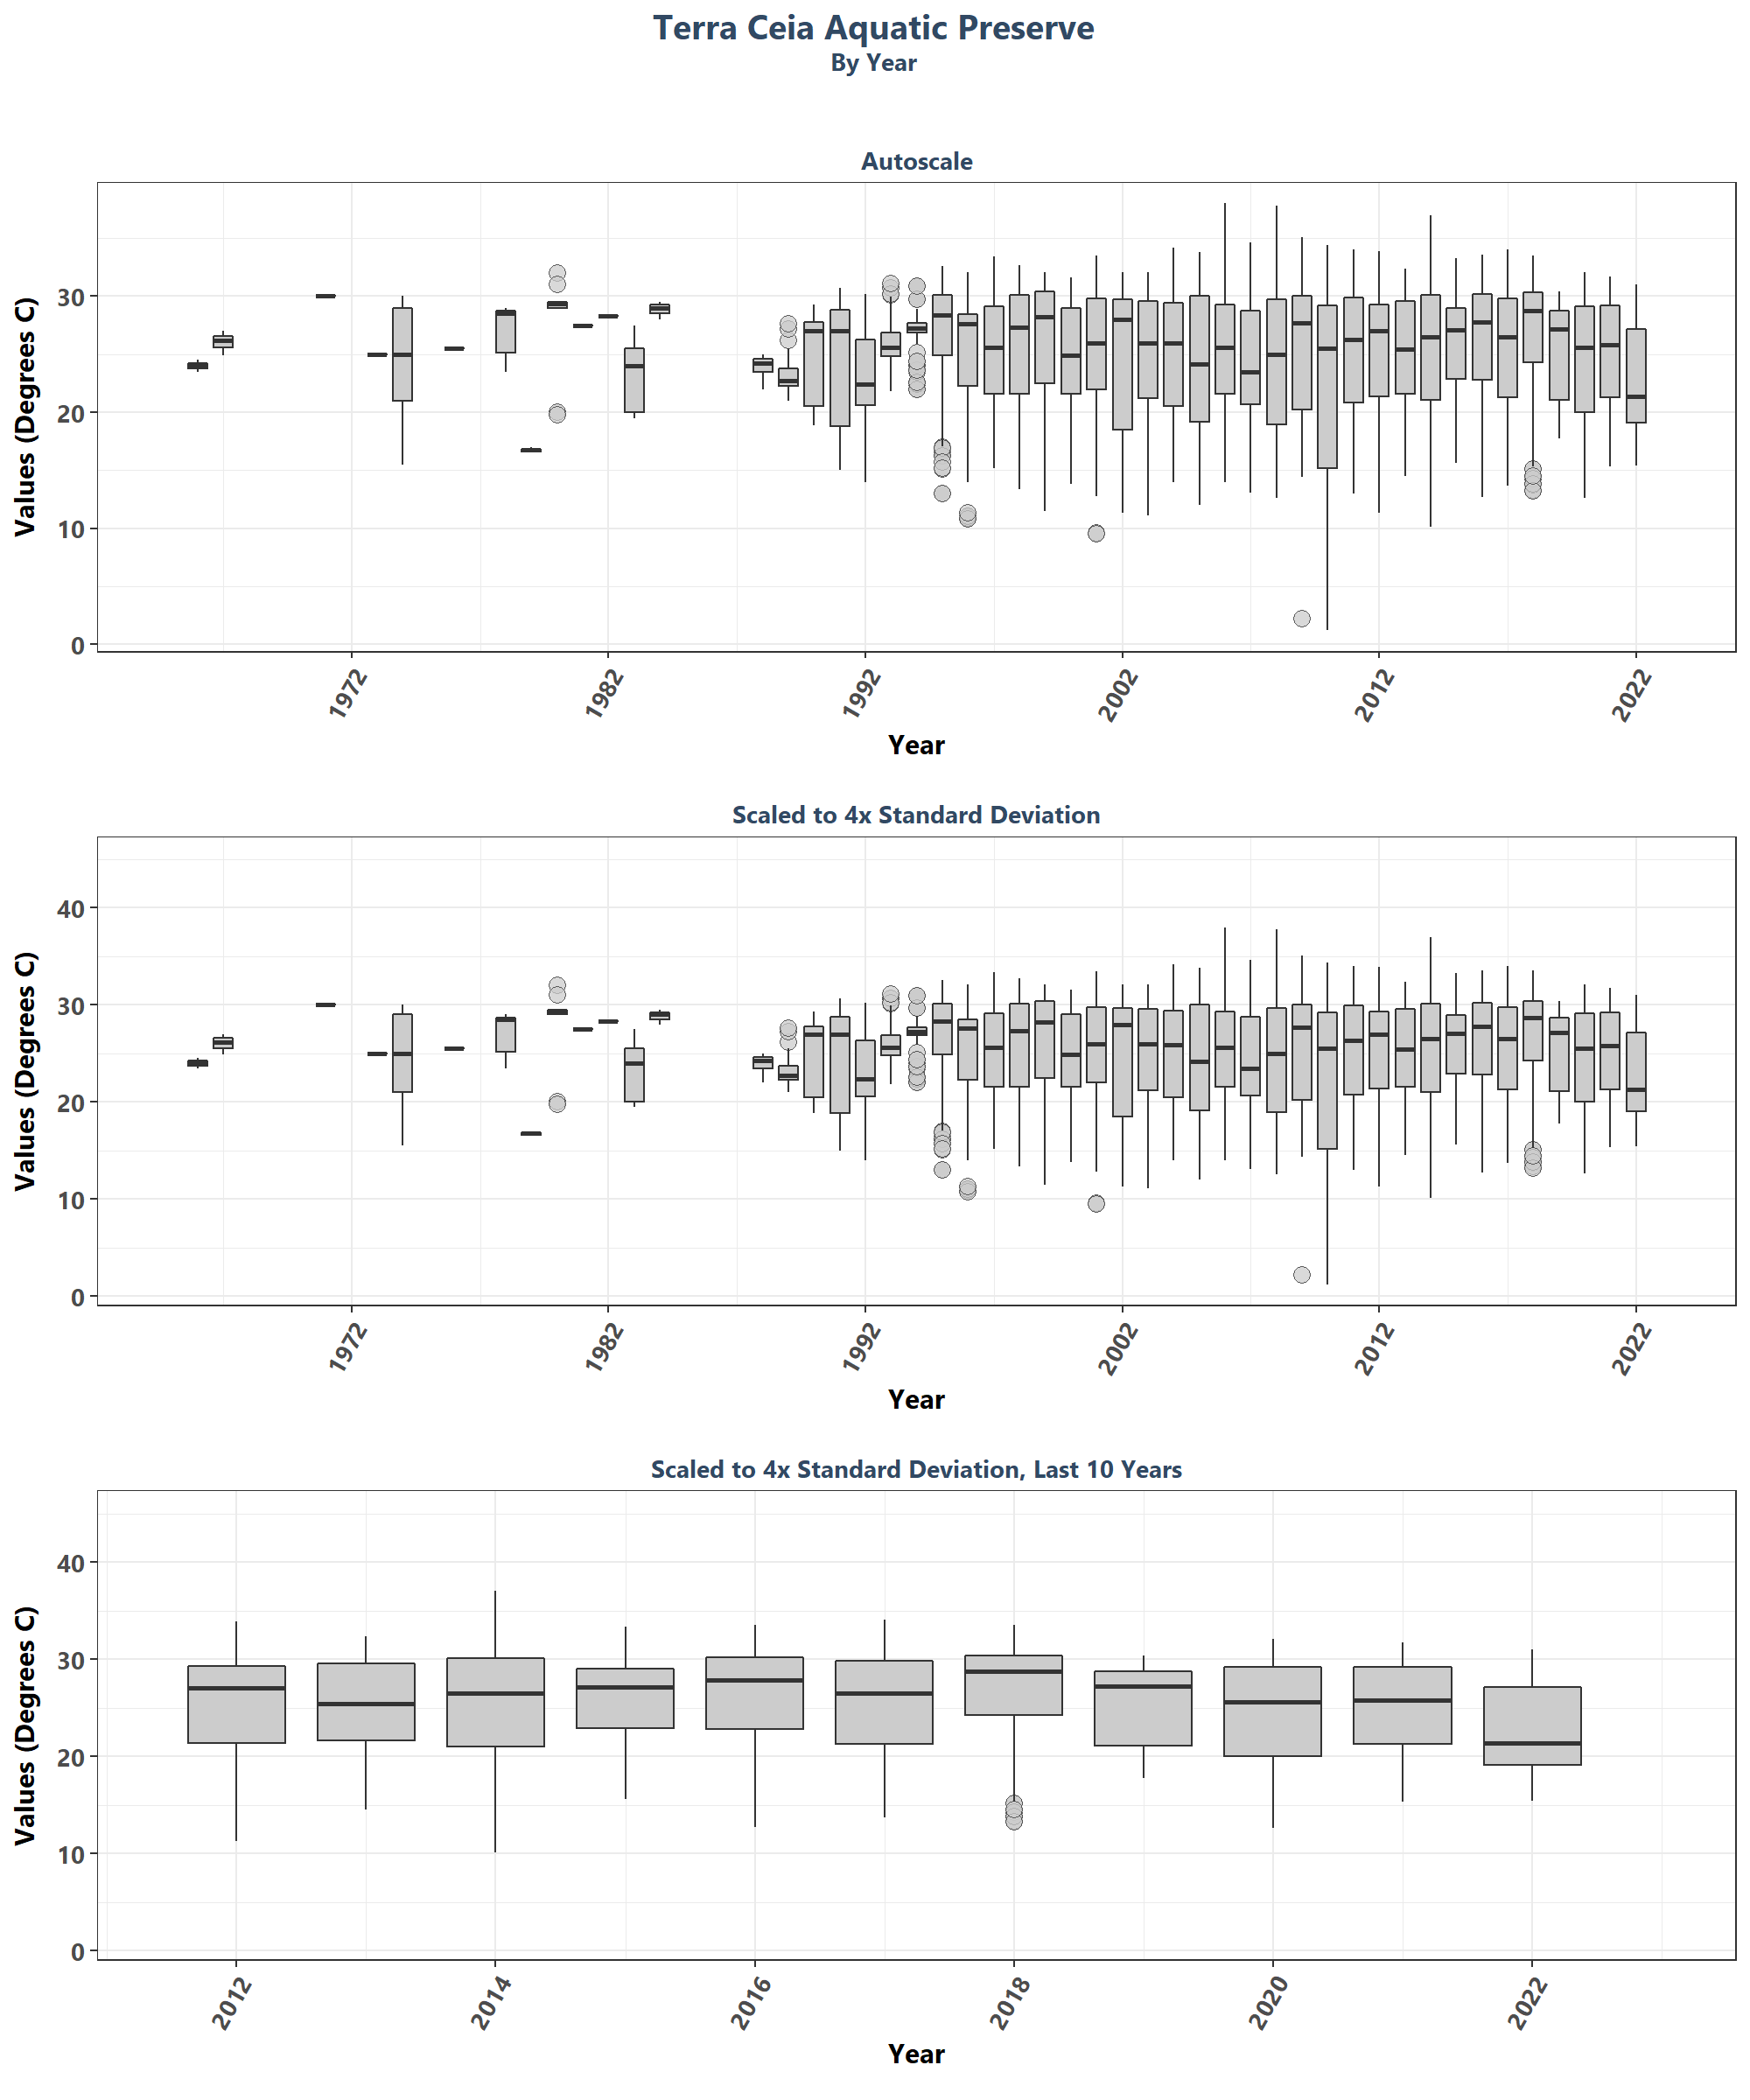 Terra Ceia Aquatic Preserve
By Year
Autoscale
Values (Degrees C)
30
20
10
0
1972
1982
1992
2002
2012
2022
Year
Scaled to 4x Standard Deviation
Values (Degrees C)
40
30
20
10
0
1972
1982
1992
2002
2012
2022
Year
Scaled to 4x Standard Deviation, Last 10 Years
Values (Degrees C)
40
30
20
10
0
2012
2014
2016
2018
2020
2022
Year